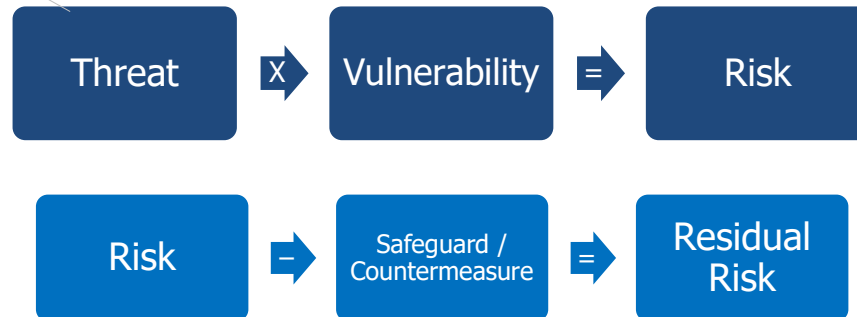 Threat X Vulnerability = Risk
Risk – Safeguard / Countermeasure = Residual Risk